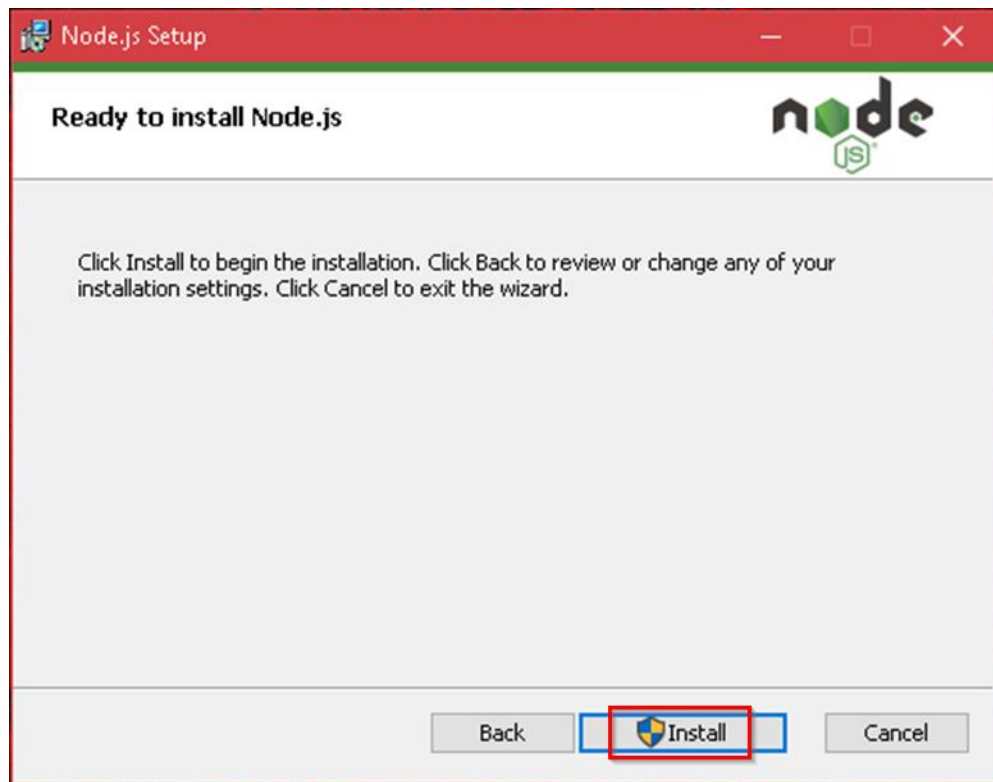 Node.js Setup
Ready to install Node.js
node
JS
Click Install to begin the installation. Click Back to review or change any of your
installation settings. Click Cancel to exit the wizard.
Back
Install
Cancel